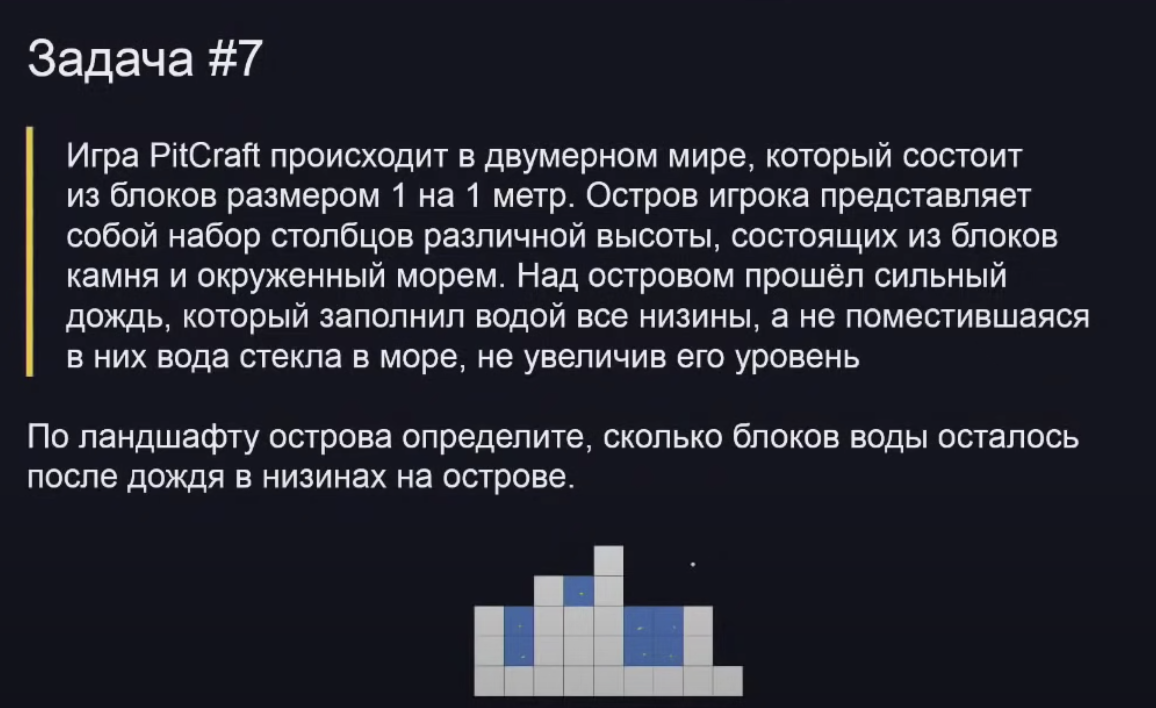 Задача #7
Игра PitCraft происходит в двумерном мире, который состоит
из блоков размером 1 на 1 метр. Остров игрока представляет
собой набор столбцов различной высоты, состоящих из блоков
камня и окруженный морем. Над островом прошёл сильный
дождь, который заполнил водой все низины, а не поместившаяся
в них вода стекла в море, не увеличив его уровень
По ландшафту острова определите, сколько блоков воды осталось
после дождя в низинах на острове.